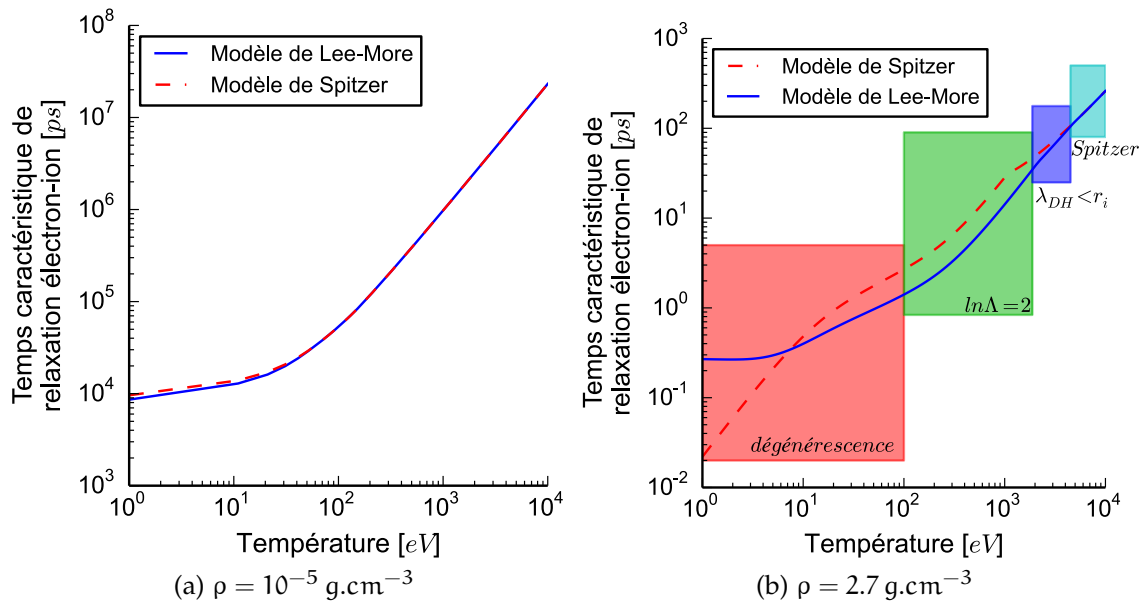 Temps caractéristique de
relaxation électron-ion [ps]
10^8
10^7
10^6
10^5
10^4
10^3
Modèle de Lee-More
Modèle de Spitzer
10^0
10^1
10^2
10^3
10^4
Température [eV]
(a) ρ = 10^−5 g.cm^−3
Temps caractéristique de
relaxation électron-ion [ps]
10^3
10^2
10^1
10^0
10^-1
10^-2
Modèle de Spitzer
Modèle de Lee-More
Spitzer
λ_DH < r_i
lnΛ=2
dégénérescence
10^0
10^1
10^2
10^3
10^4
Température [eV]
(b) ρ = 2.7 g.cm^−3